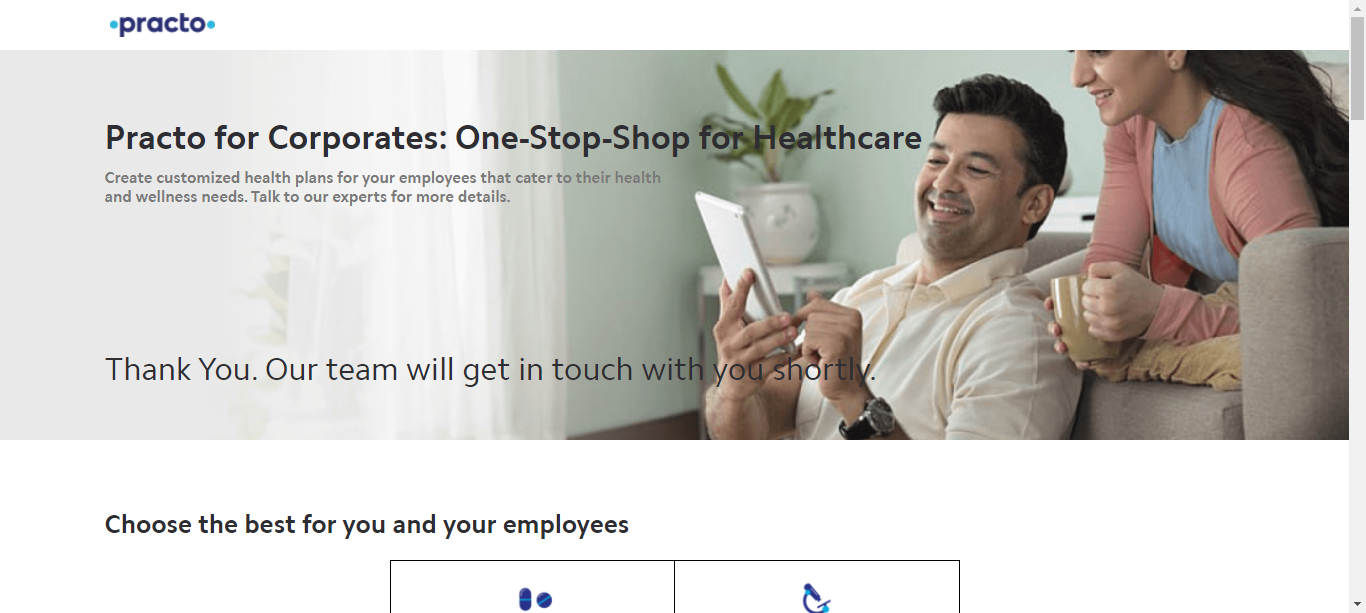 practo
Practo for Corporates: One-Stop-Shop for Healthcare
Create customized health plans for your employees that cater to their health
and wellness needs. Talk to our experts for more details.
Thank You. Our team will get in touch with you shortly.
Choose the best for you and your employees